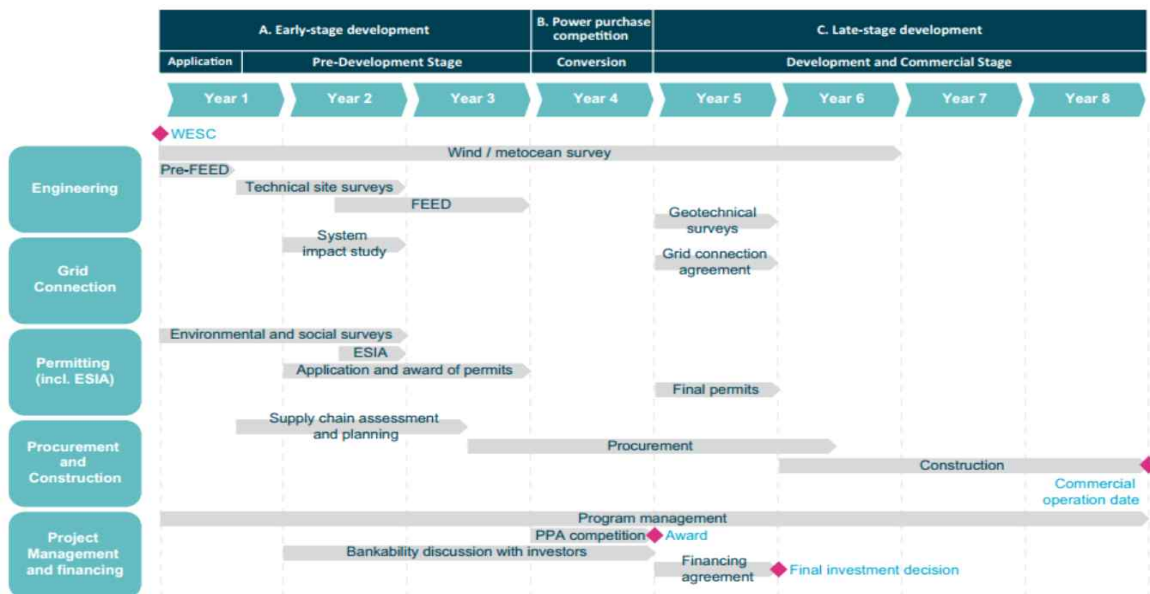 A. Early-stage development
B. Power purchase
competition
C. Late-stage development
Application
Pre-Development Stage
Conversion
Development and Commercial Stage
Year 1
Year 2
Year 3
Year 4
Year 5
Year 6
Year 7
Year 8
WESC
Engineering
Wind / metocean survey
Pre-FEED
Technical site surveys
FEED
Geotechnical
surveys
Grid
Connection
System
impact study
Grid connection
agreement
Permitting
(incl. ESIA)
Environmental and social surveys
ESIA
Application and award of permits
Final permits
Procurement
and
Construction
Supply chain assessment
and planning
Procurement
Construction
Commercial
operation date
Project
Management
and financing
Program management
PPA competition
Award
Bankability discussion with investors
Financing
agreement
Final investment decision